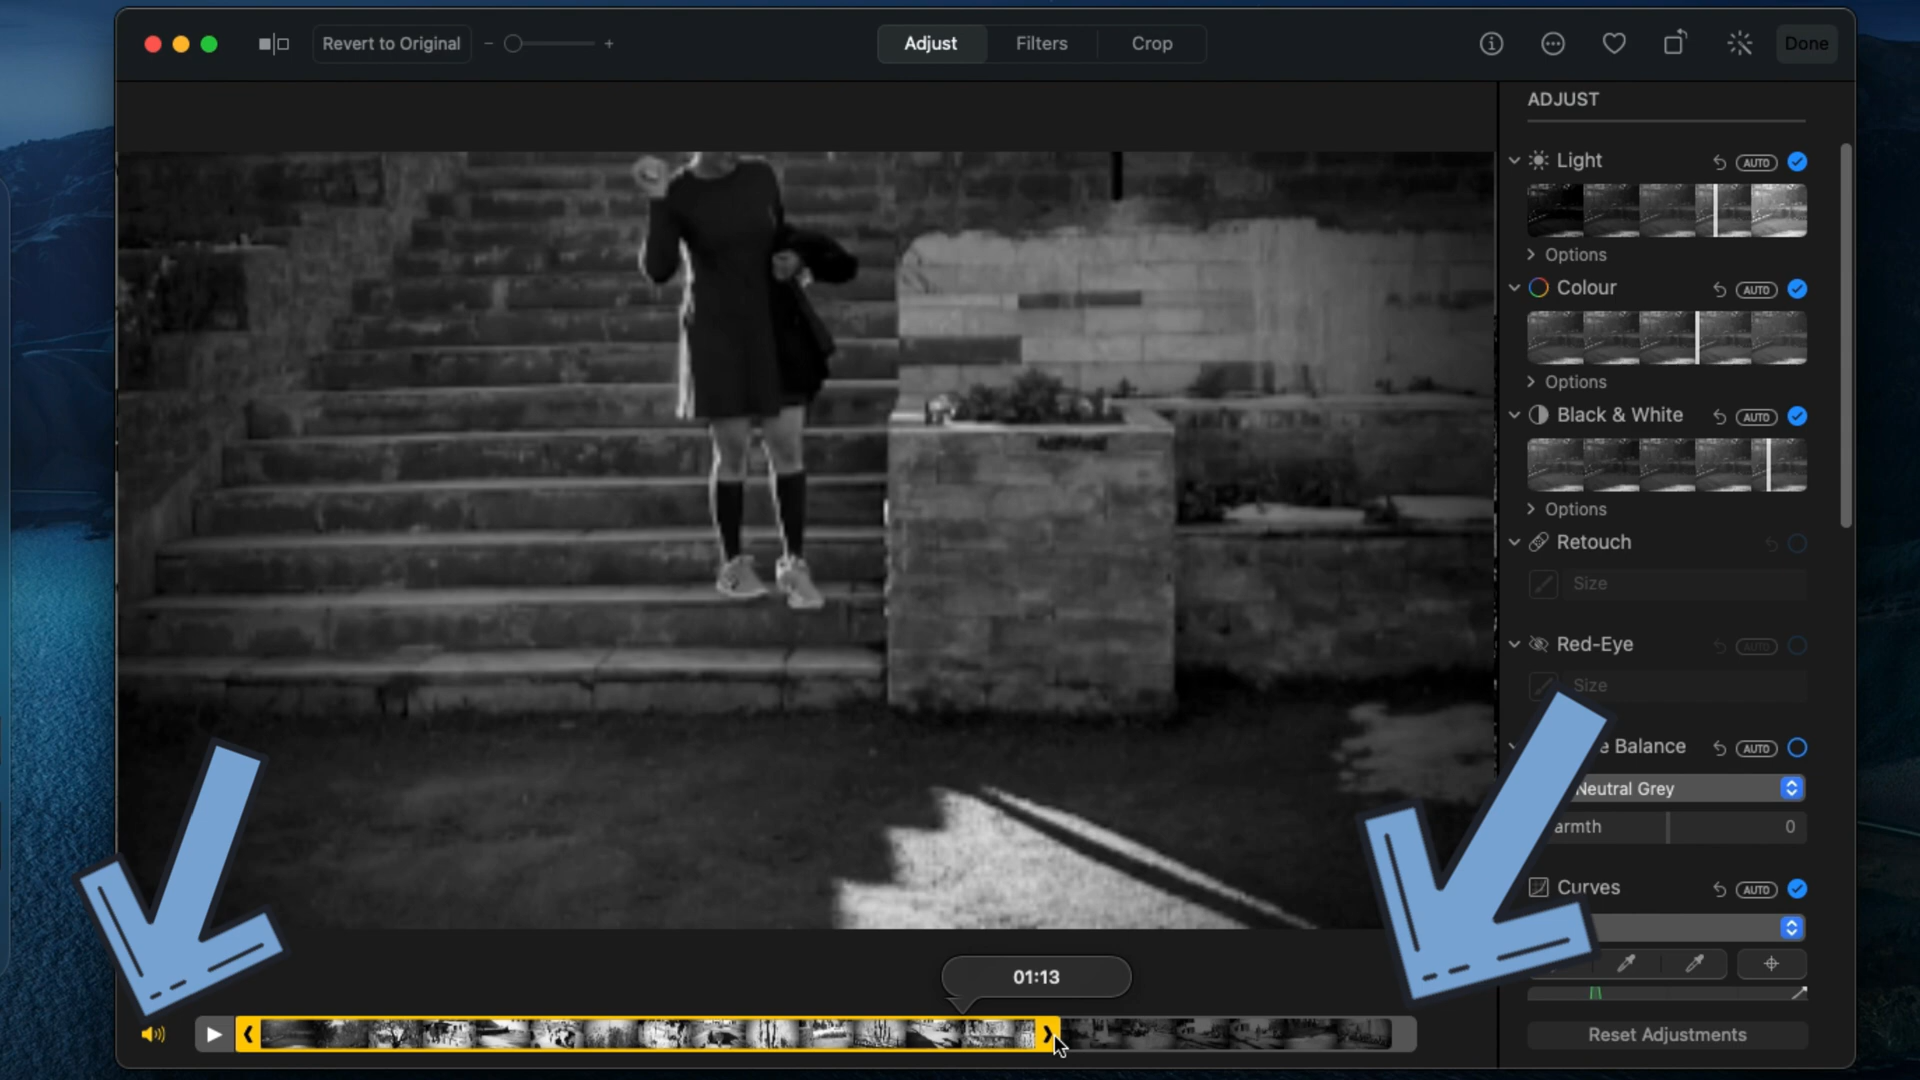 Revert to Original
Adjust
Filters
Crop
Done
ADJUST
Light
AUTO
Options
Colour
AUTO
Options
Black & White
AUTO
Options
Retouch
Size
Red-Eye
AUTO
Size
e Balance
AUTO
Neutral Grey
armth
0
Curves
AUTO
01:13
Reset Adjustments